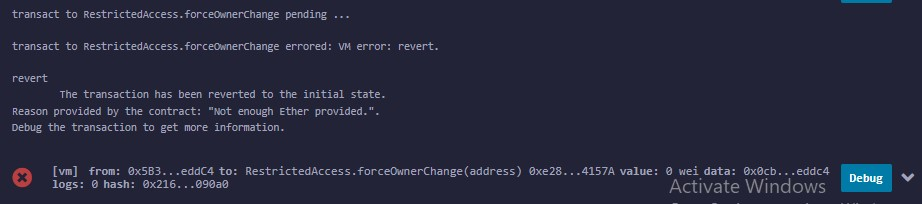 transact to RestrictedAccess.forceOwnerChange pending ...
transact to RestrictedAccess.forceOwnerChange errored: VM error: revert.
revert
The transaction has been reverted to the initial state.
Reason provided by the contract: "Not enough Ether provided.".
Debug the transaction to get more information.
[vm] from: 0x5B3...eddC4 to: RestrictedAccess.forceOwnerChange(address) 0xe28...4157A value: 0 wei data: 0x0cb...eddc4
logs: 0 hash: 0x216...090a0
Debug
Activate Windows